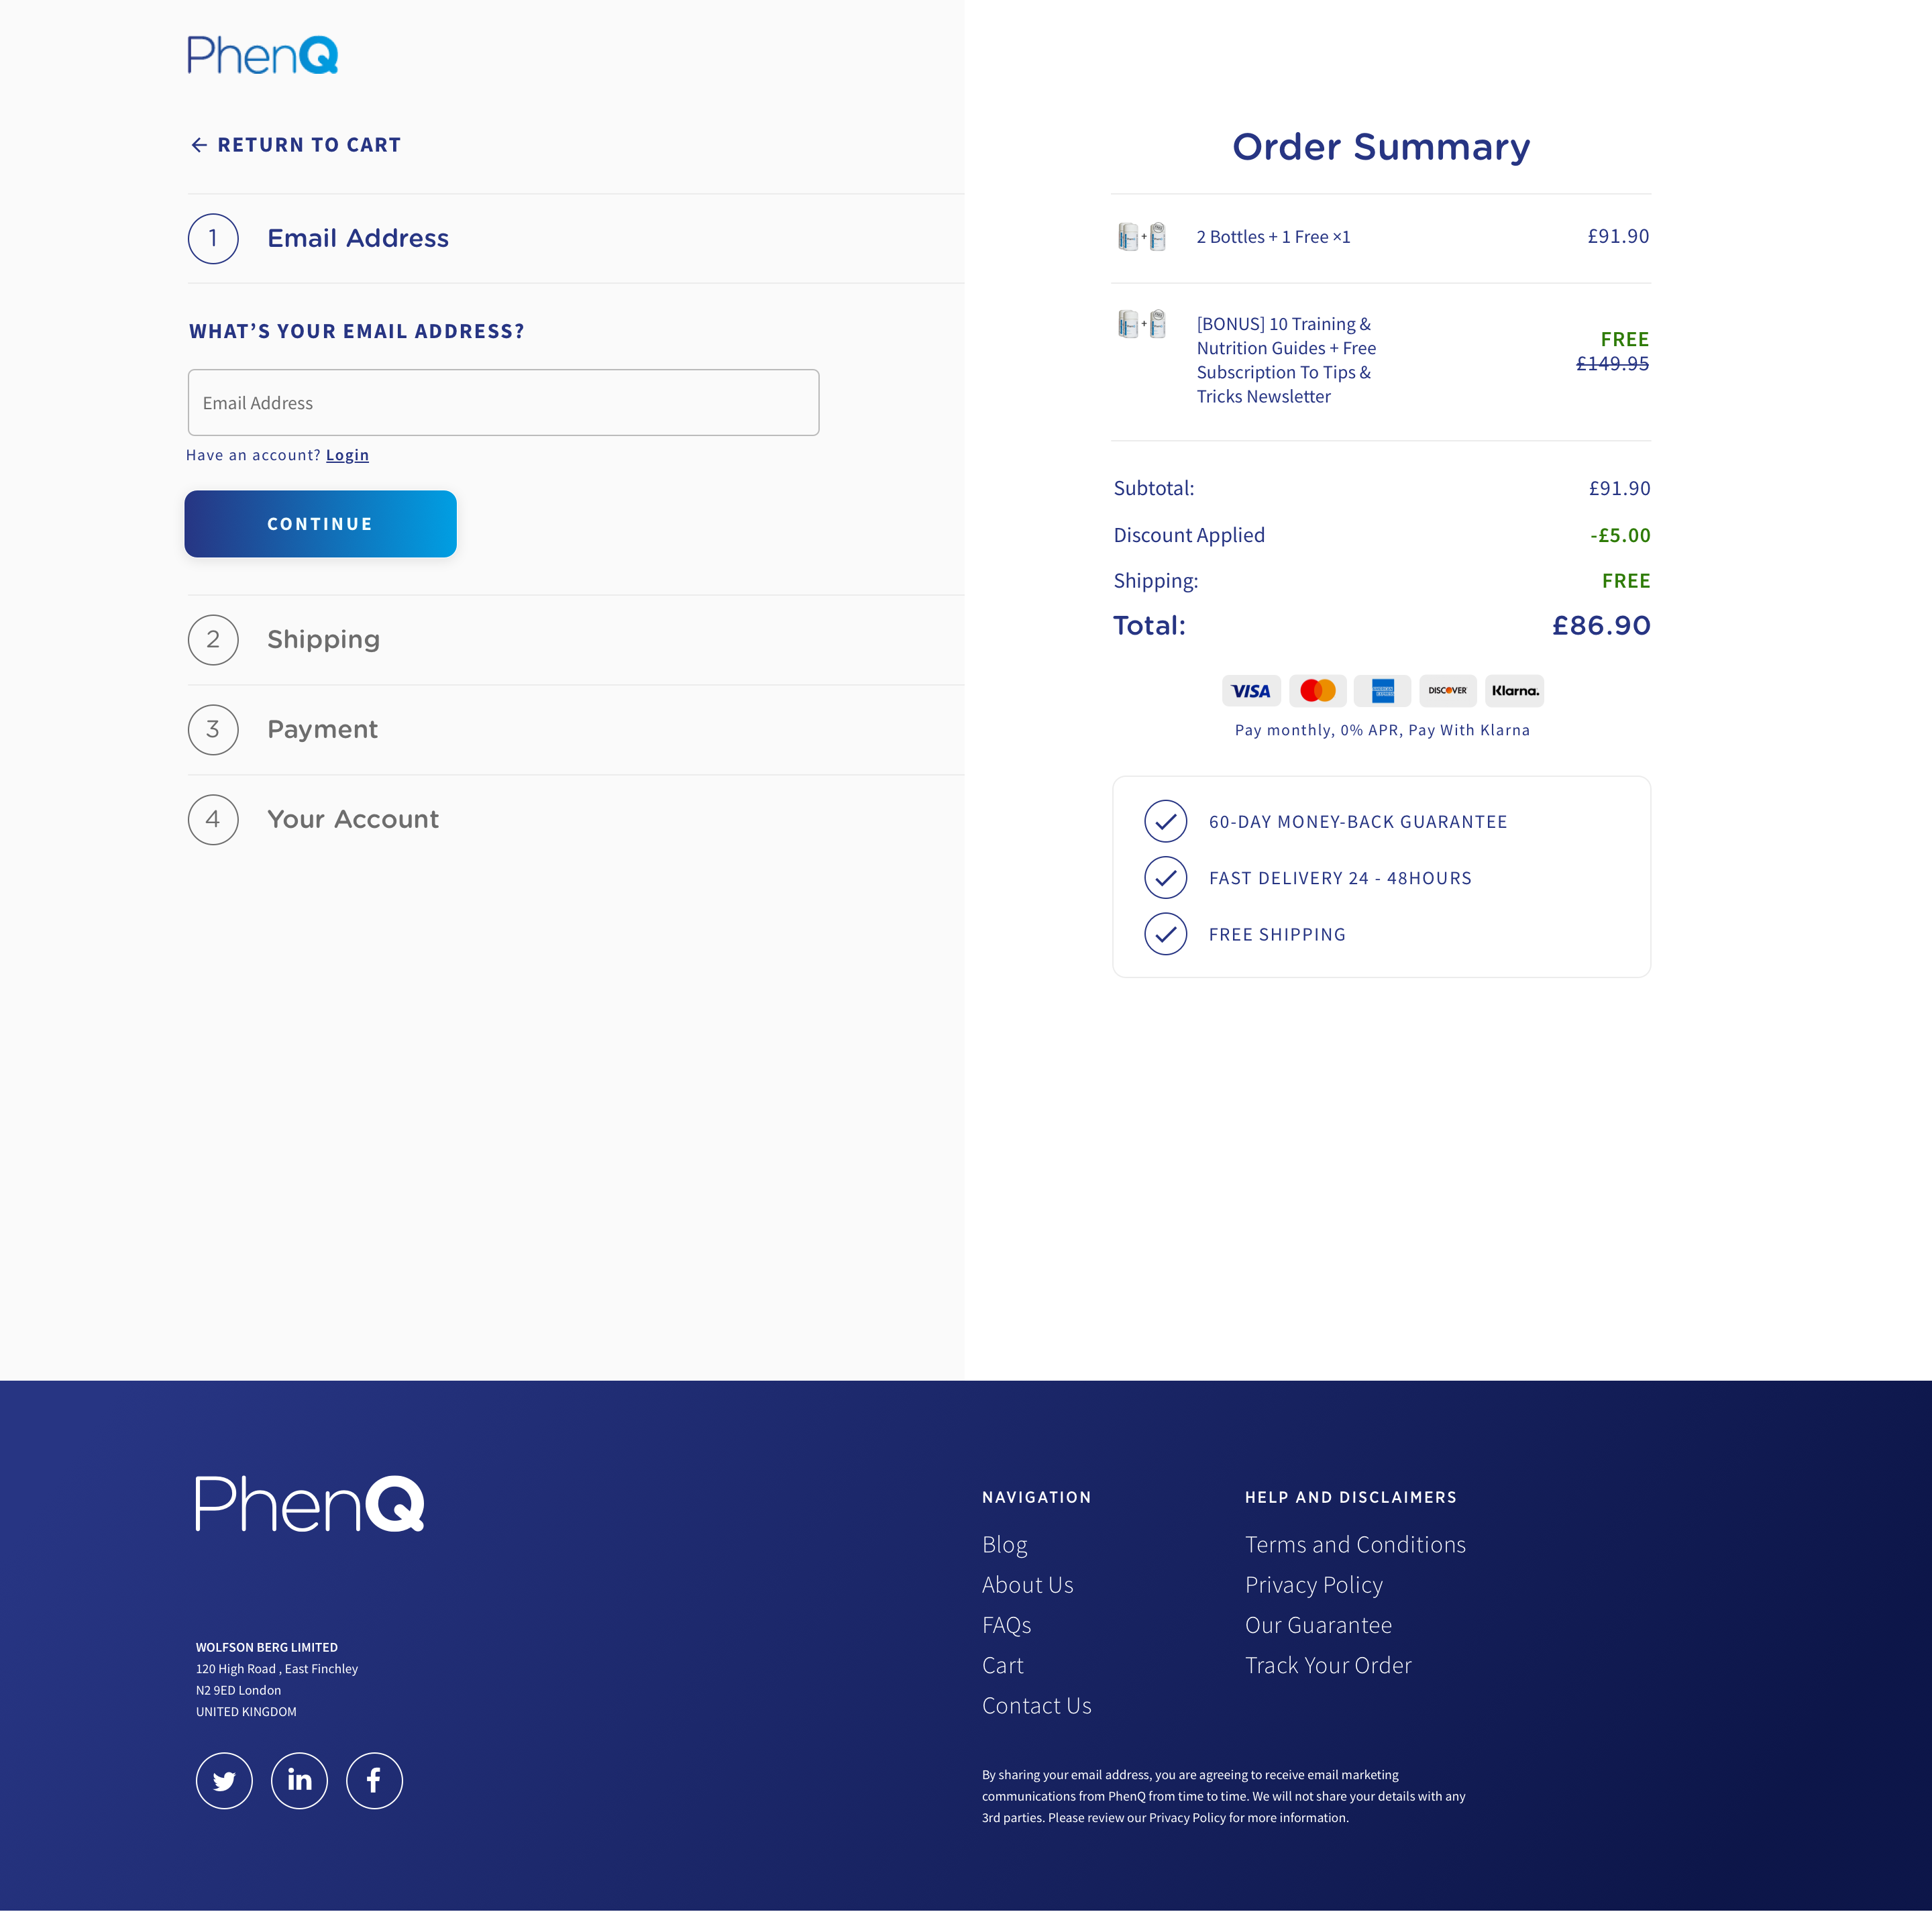 PhenQ
← RETURN TO CART
1 Email Address
WHAT’S YOUR EMAIL ADDRESS?
Email Address
Have an account? Login
CONTINUE
2 Shipping
3 Payment
4 Your Account
Order Summary
2 Bottles + 1 Free ×1 £91.90
[BONUS] 10 Training &
Nutrition Guides + Free
Subscription To Tips &
Tricks Newsletter
FREE
£149.95
Subtotal: £91.90
Discount Applied -£5.00
Shipping: FREE
Total: £86.90
VISA AMERICAN EXPRESS DISCOVER Klarna.
Pay monthly, 0% APR, Pay With Klarna
60-DAY MONEY-BACK GUARANTEE
FAST DELIVERY 24 - 48HOURS
FREE SHIPPING
PhenQ
WOLFSON BERG LIMITED
120 High Road , East Finchley
N2 9ED London
UNITED KINGDOM
NAVIGATION
Blog
About Us
FAQs
Cart
Contact Us
HELP AND DISCLAIMERS
Terms and Conditions
Privacy Policy
Our Guarantee
Track Your Order
By sharing your email address, you are agreeing to receive email marketing
communications from PhenQ from time to time. We will not share your details with any
3rd parties. Please review our Privacy Policy for more information.